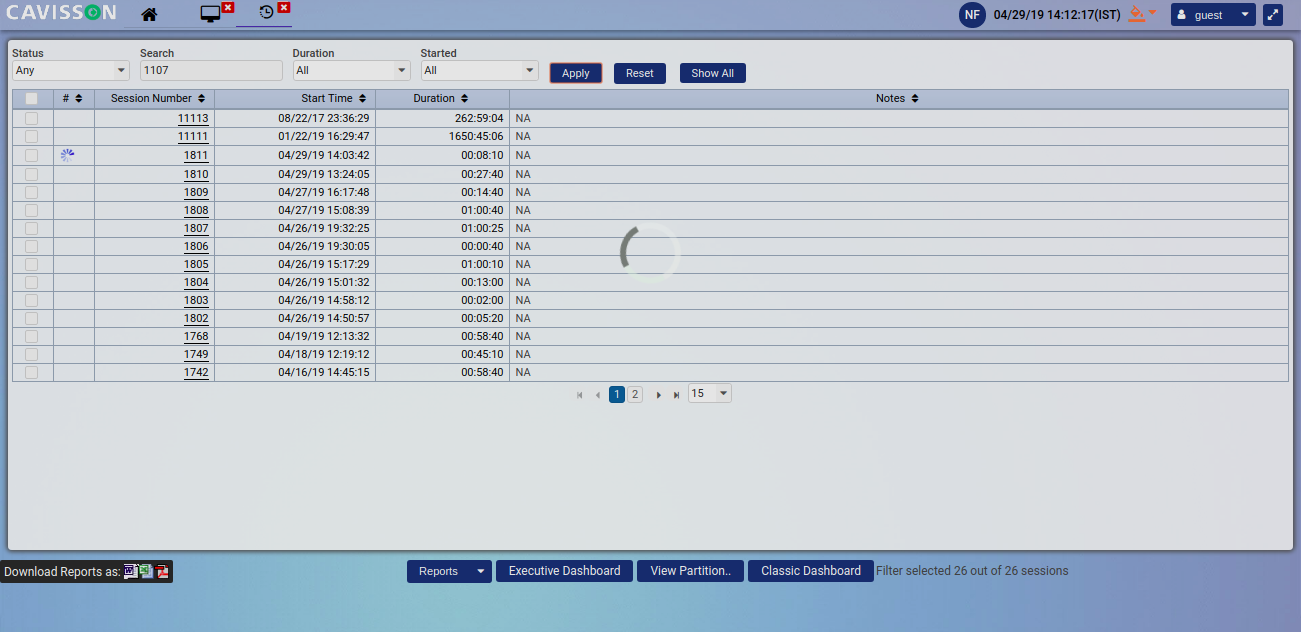 CAVISSON
NF 04/29/19 14:12:17(IST) guest
Status Search Duration Started
Any 1107 All All Apply Reset Show All
# Session Number Start Time Duration Notes
11113 08/22/17 23:36:29 262:59:04 NA
11111 01/22/19 16:29:47 1650:45:06 NA
1811 04/29/19 14:03:42 00:08:10 NA
1810 04/29/19 13:24:05 00:27:40 NA
1809 04/27/19 16:17:48 00:14:40 NA
1808 04/27/19 15:08:39 01:00:40 NA
1807 04/26/19 19:32:25 01:00:25 NA
1806 04/26/19 19:30:05 00:00:40 NA
1805 04/26/19 15:17:29 01:00:10 NA
1804 04/26/19 15:01:32 00:13:00 NA
1803 04/26/19 14:58:12 00:02:00 NA
1802 04/26/19 14:50:57 00:05:20 NA
1768 04/19/19 12:13:32 00:58:40 NA
1749 04/18/19 12:19:12 00:45:10 NA
1742 04/16/19 14:45:15 00:58:40 NA
1 2 15
Download Reports as: Reports Executive Dashboard View Partition.. Classic Dashboard Filter selected 26 out of 26 sessions